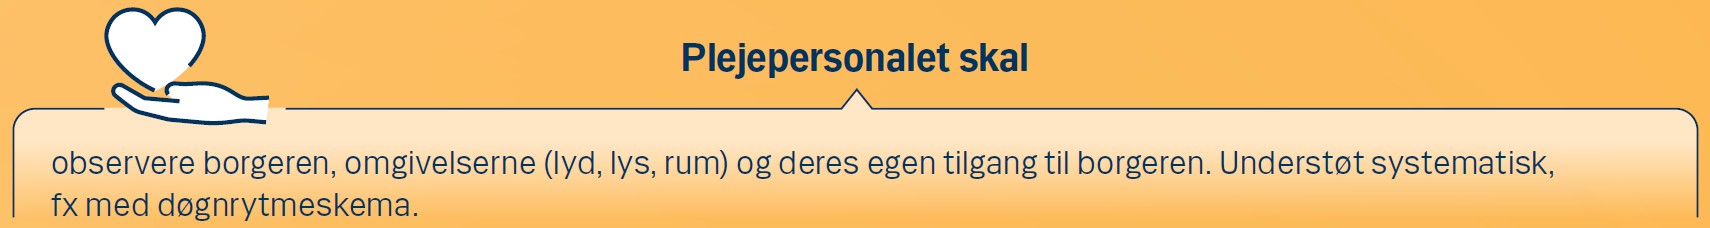 Plejepersonalet skal
observere borgeren, omgivelserne (lyd, lys, rum) og deres egen tilgang til borgeren. Understøt systematisk,
fx med døgnrytmeskema.